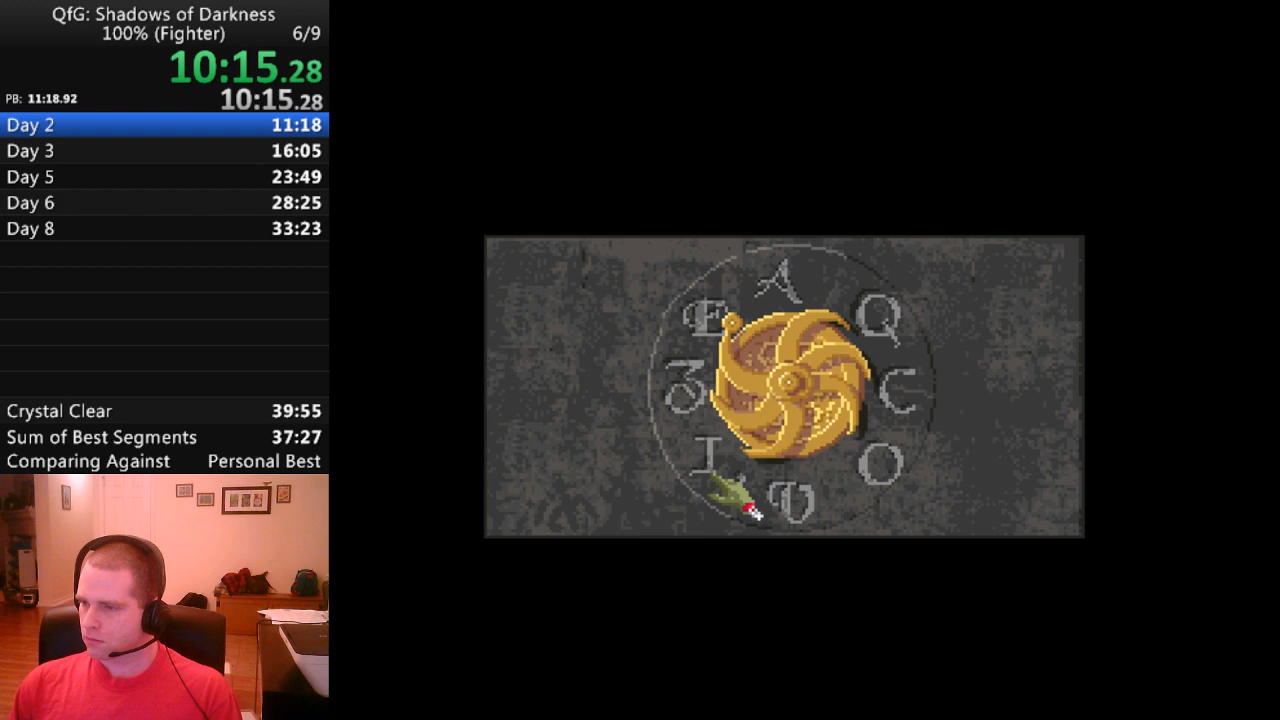 QfG: Shadows of Darkness
100% (Fighter) 6/9
10:15.28
PB: 11:18.92 10:15.28
Day 2 11:18
Day 3 16:05
Day 5 23:49
Day 6 28:25
Day 8 33:23
Crystal Clear 39:55
Sum of Best Segments 37:27
Comparing Against Personal Best
A
Q
C
O
I